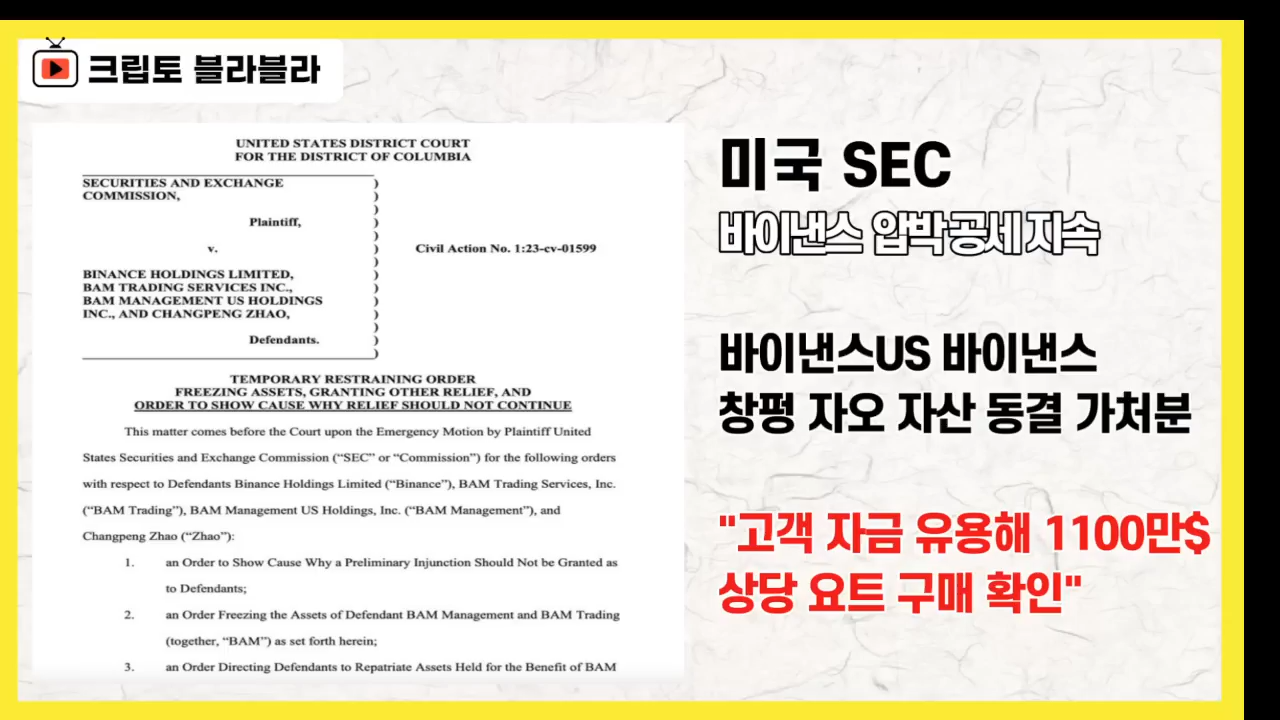 크립토 블라블라
UNITED STATES DISTRICT COURT
FOR THE DISTRICT OF COLUMBIA
SECURITIES AND EXCHANGE
COMMISSION,
Plaintiff,
v.
Civil Action No. 1:23-cv-01599
BINANCE HOLDINGS LIMITED,
BAM TRADING SERVICES INC.,
BAM MANAGEMENT US HOLDINGS
INC., AND CHANGPENG ZHAO,
Defendants.
TEMPORARY RESTRAINING ORDER
FREEZING ASSETS, GRANTING OTHER RELIEF, AND
ORDER TO SHOW CAUSE WHY RELIEF SHOULD NOT CONTINUE
This matter comes before the Court upon the Emergency Motion by Plaintiff United
States Securities and Exchange Commission (“SEC” or “Commission”) for the following orders
with respect to Defendants Binance Holdings Limited (“Binance”), BAM Trading Services, Inc.
(“BAM Trading”), BAM Management US Holdings, Inc. (“BAM Management”), and
Changpeng Zhao (“Zhao”):
1. an Order to Show Cause Why a Preliminary Injunction Should Not be Granted as
to Defendants;
2. an Order Freezing the Assets of Defendant BAM Management and BAM Trading
(together, “BAM”) as set forth herein;
3. an Order Directing Defendants to Repatriate Assets Held for the Benefit of BAM
미국 SEC
바이낸스 압박공세지속
바이낸스US 바이낸스
창펑 자오 자산 동결 가처분
"고객 자금 유용해 1100만$
상당 요트 구매 확인"